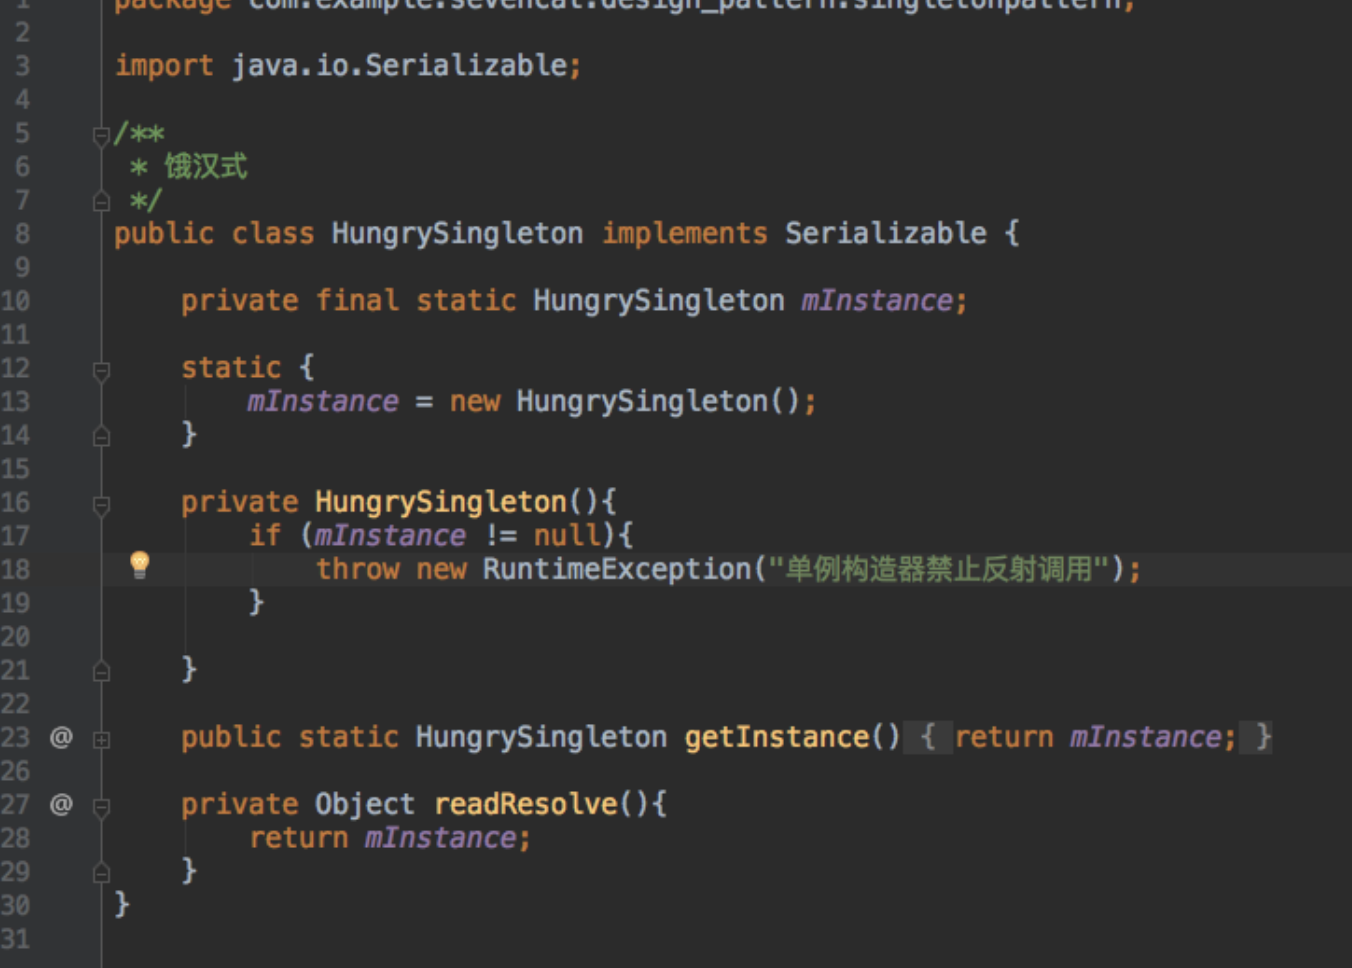 1 package com.example.sevencat.design_pattern.singletonpattern;
2
3 import java.io.Serializable;
4
5 /**
6 * 饿汉式
7 */
8 public class HungrySingleton implements Serializable {
9
10 private final static HungrySingleton mInstance;
11
12 static {
13 mInstance = new HungrySingleton();
14 }
15
16 private HungrySingleton(){
17 if (mInstance != null){
18 throw new RuntimeException("单例构造器禁止反射调用");
19 }
20
21 }
22
23 @ public static HungrySingleton getInstance() { return mInstance; }
26
27 @ private Object readResolve(){
28 return mInstance;
29 }
30 }
31